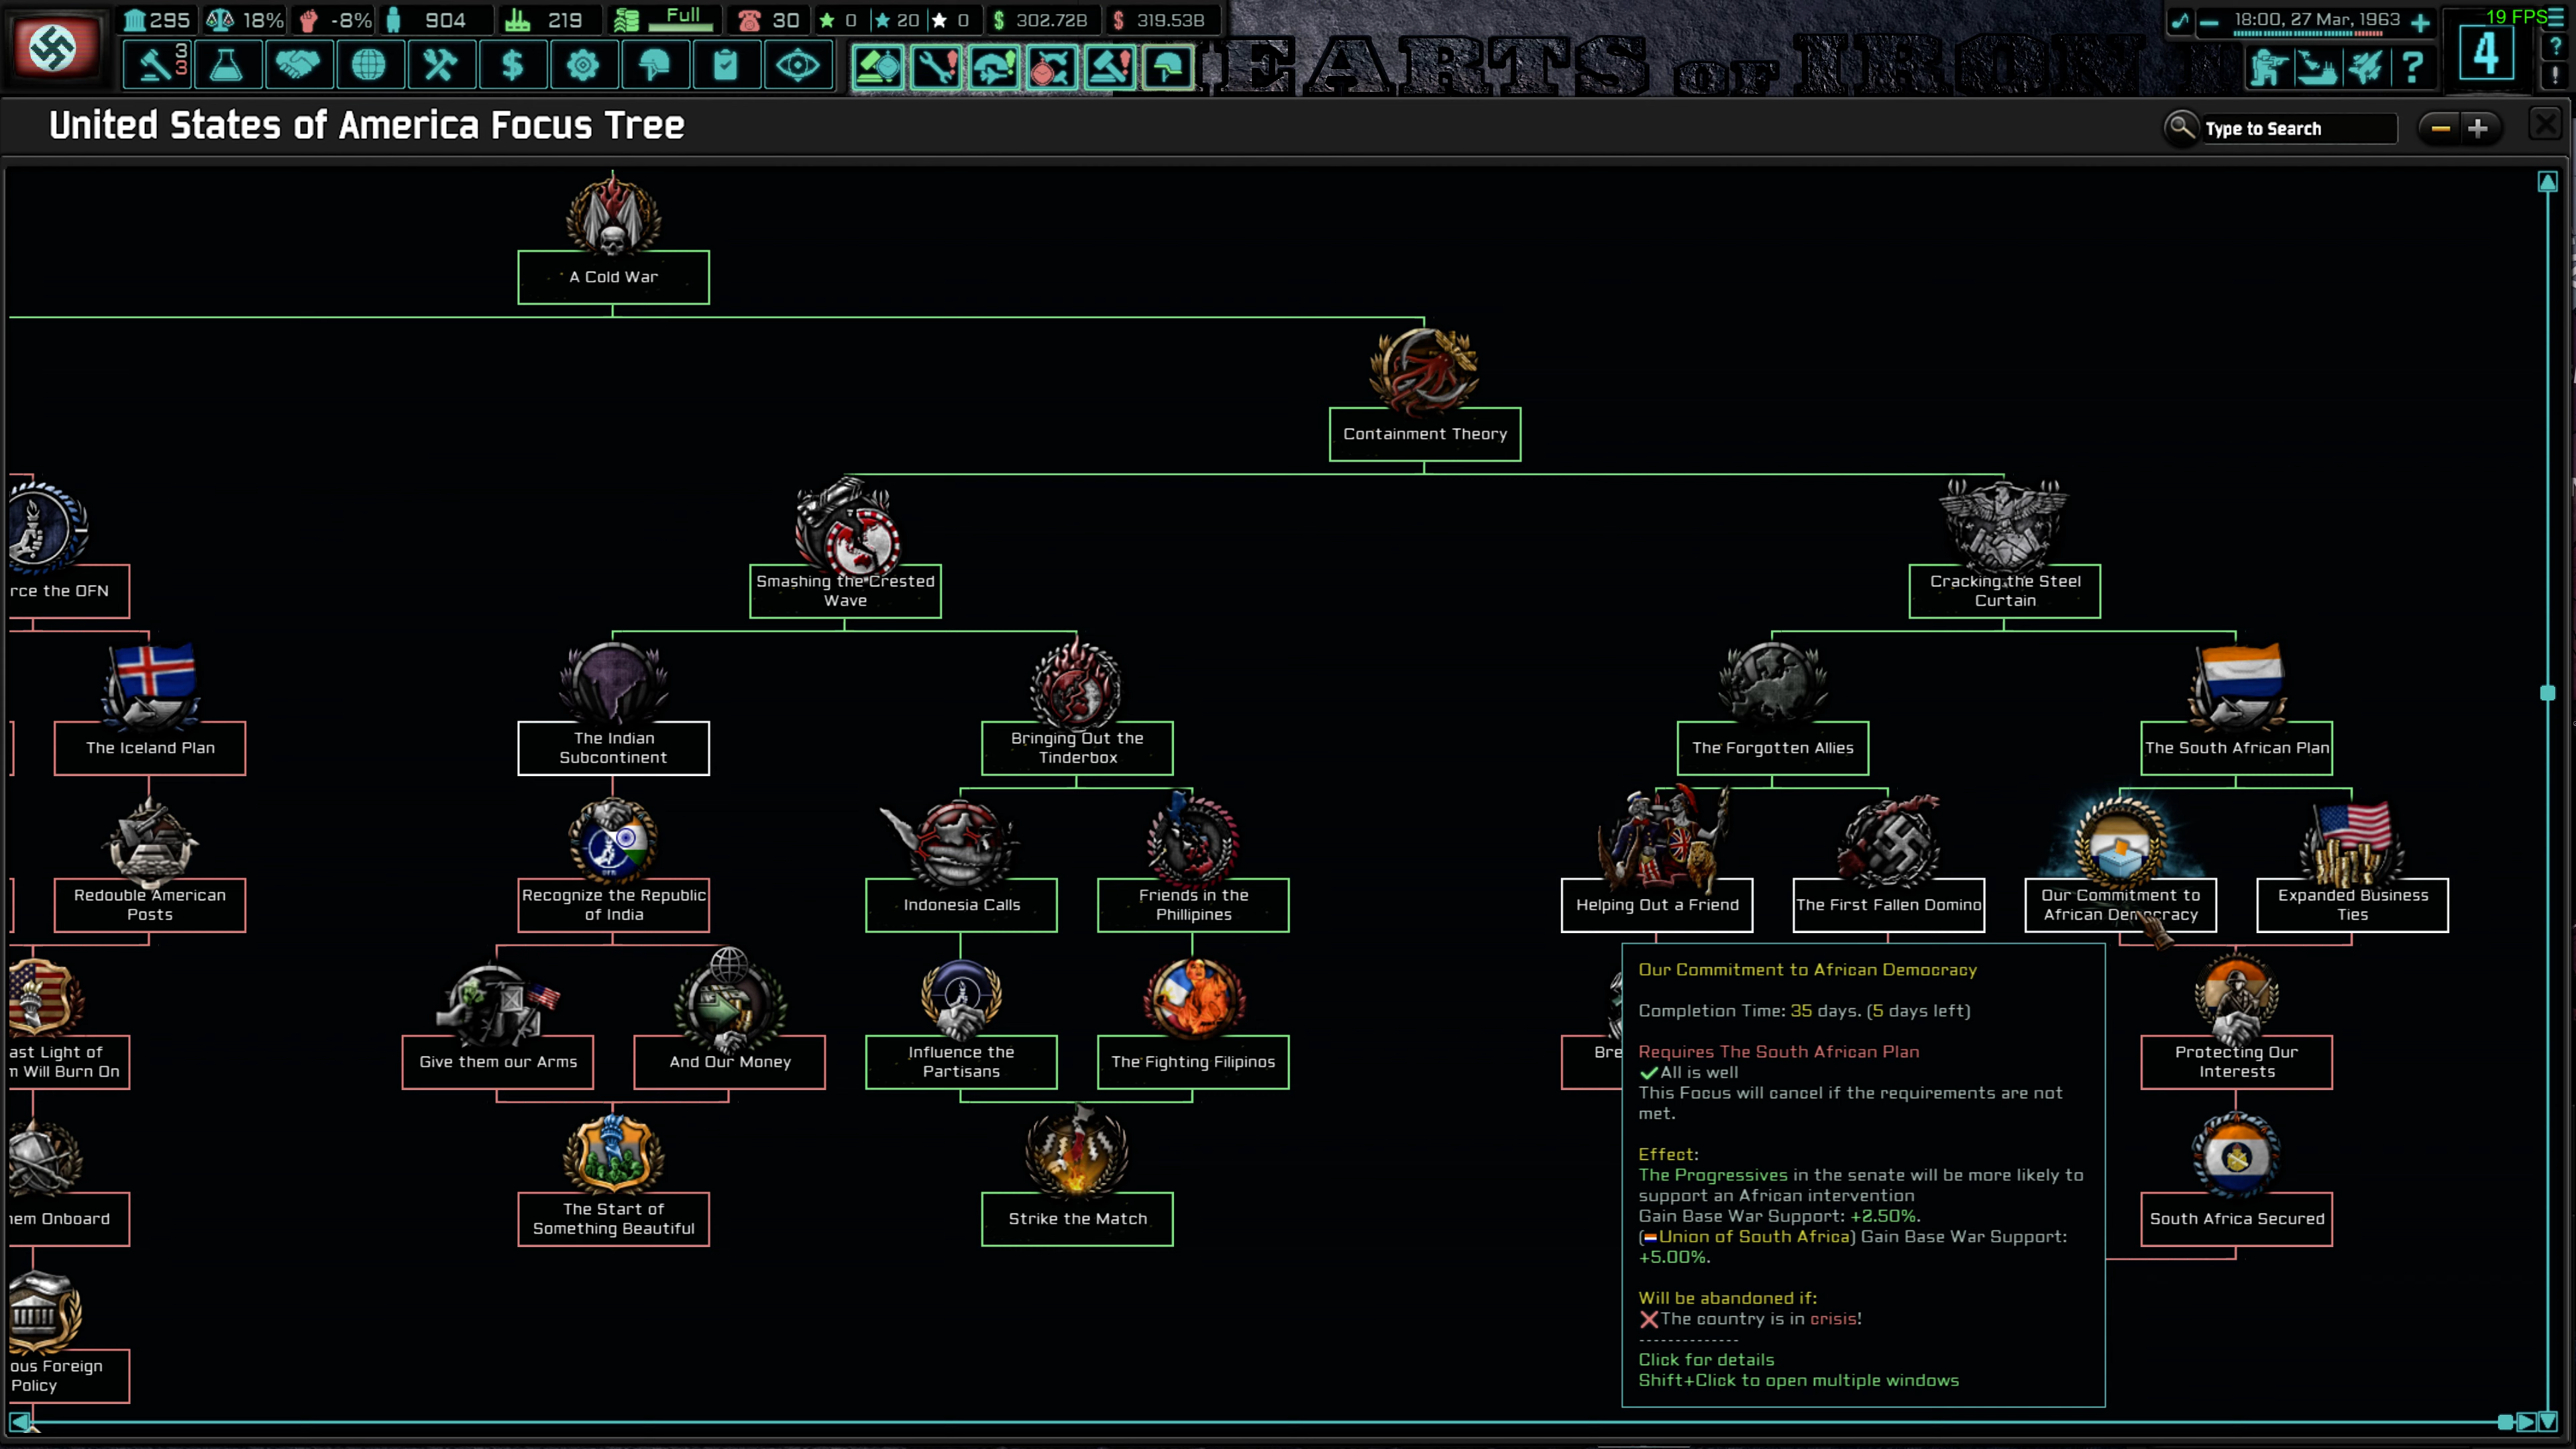 295
18%
-8%
904
219
Full
30
0
20
0
$ 302.72B
$ 319.53B
18:00, 27 Mar, 1963
19 FPS
4
3
3
EARTS OF IRON
United States of America Focus Tree
Type to Search
A Cold War
Containment Theory
rce the OFN
Smashing the Crested
Wave
Cracking the Steel
Curtain
The Iceland Plan
The Indian
Subcontinent
Bringing Out the
Tinderbox
The Forgotten Allies
The South African Plan
Redouble American
Posts
Recognize the Republic
of India
Indonesia Calls
Friends in the
Phillipines
Helping Out a Friend
The First Fallen Domino
Our Commitment to
African Democracy
Expanded Business
Ties
ast Light of
m Will Burn On
Give them our Arms
And Our Money
Influence the
Partisans
The Fighting Filipinos
Bre
Protecting Our
Interests
nem Onboard
The Start of
Something Beautiful
Strike the Match
South Africa Secured
ous Foreign
Policy
Our Commitment to African Democracy
Completion Time: 35 days. (5 days left)
Requires The South African Plan
All is well
This Focus will cancel if the requirements are not
met.
Effect:
The Progressives in the senate will be more likely to
support an African intervention
Gain Base War Support: +2.50%.
(Union of South Africa) Gain Base War Support:
+5.00%.
Will be abandoned if:
The country is in crisis!
--------------
Click for details
Shift+Click to open multiple windows